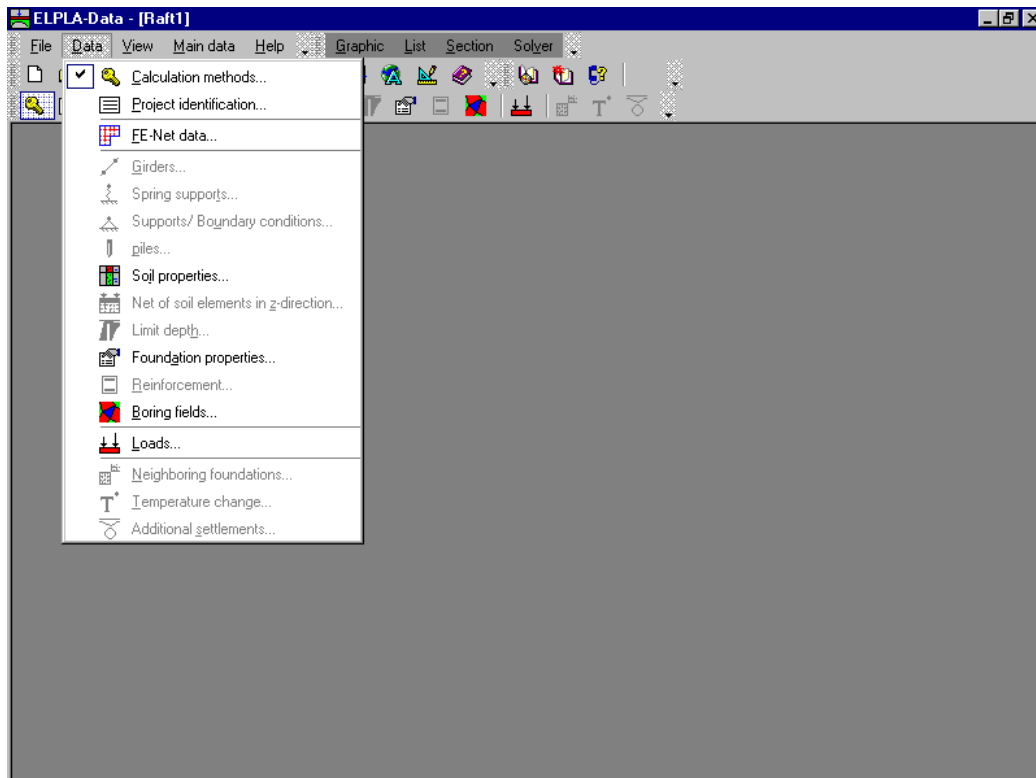 ELPLA-Data - [Raft1]
File Data View Main data Help Graphic List Section Solver
Calculation methods...
Project identification...
FE-Net data...
Girders...
Spring supports...
Supports/ Boundary conditions...
piles...
Soil properties...
Net of soil elements in z-direction...
Limit depth...
Foundation properties...
Reinforcement...
Boring fields...
Loads...
Neighboring foundations...
Temperature change...
Additional settlements...